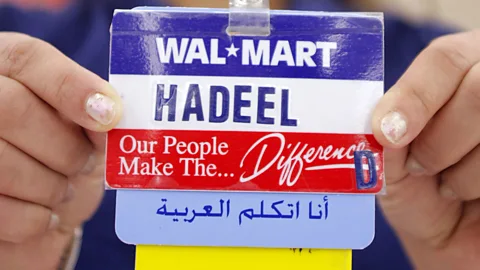 WAL★MART
HADEEL
Our People
Make The... Difference
D
أنا اتكلم العربية